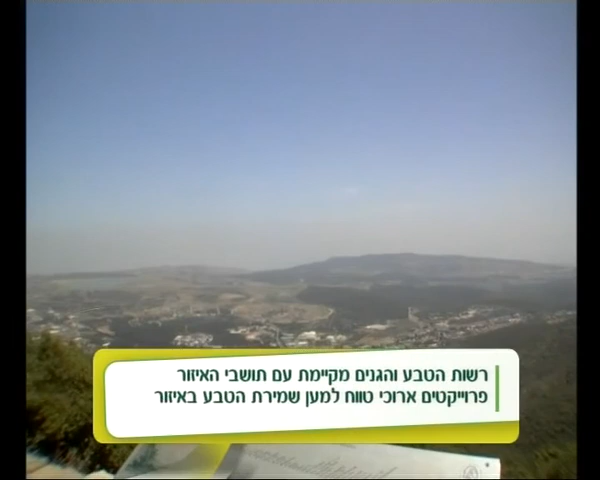 רשות הטבע והגנים מקיימת עם תושבי האיזור
פרוייקטים ארוכי טווח למען שמירת הטבע באיזור